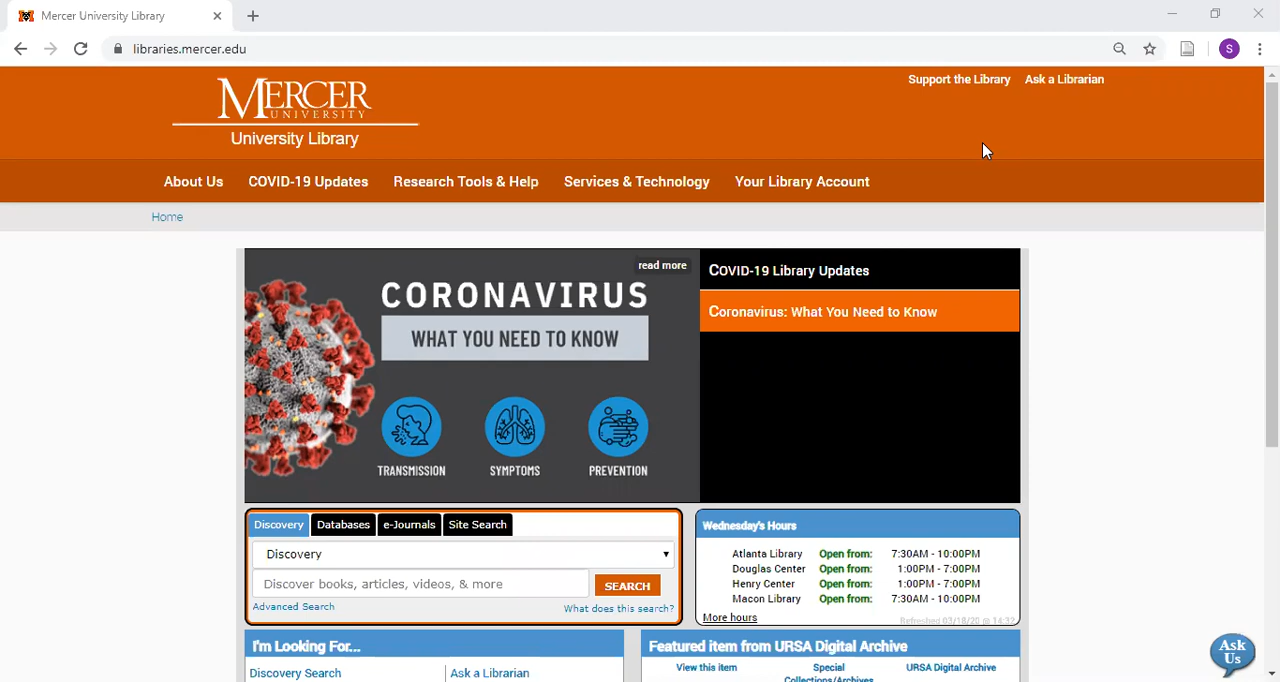 Mercer University Library
libraries.mercer.edu
S
Support the Library Ask a Librarian
MERCER
UNIVERSITY
University Library
About Us COVID-19 Updates Research Tools & Help Services & Technology Your Library Account
Home
read more
CORONAVIRUS
WHAT YOU NEED TO KNOW
TRANSMISSION SYMPTOMS PREVENTION
COVID-19 Library Updates
Coronavirus: What You Need to Know
Discovery Databases e-Journals Site Search
Discovery
Discover books, articles, videos, & more SEARCH
Advanced Search What does this search?
Wednesday's Hours
Atlanta Library Open from: 7:30AM - 10:00PM
Douglas Center Open from: 1:00PM - 7:00PM
Henry Center Open from: 1:00PM - 7:00PM
Macon Library Open from: 7:30AM - 10:00PM
More hours Refreshed 03/18/20 @ 14:32
I'm Looking For...
Discovery Search Ask a Librarian
Featured item from URSA Digital Archive
View this item Special URSA Digital Archive
Collections/Archives
Ask
Us